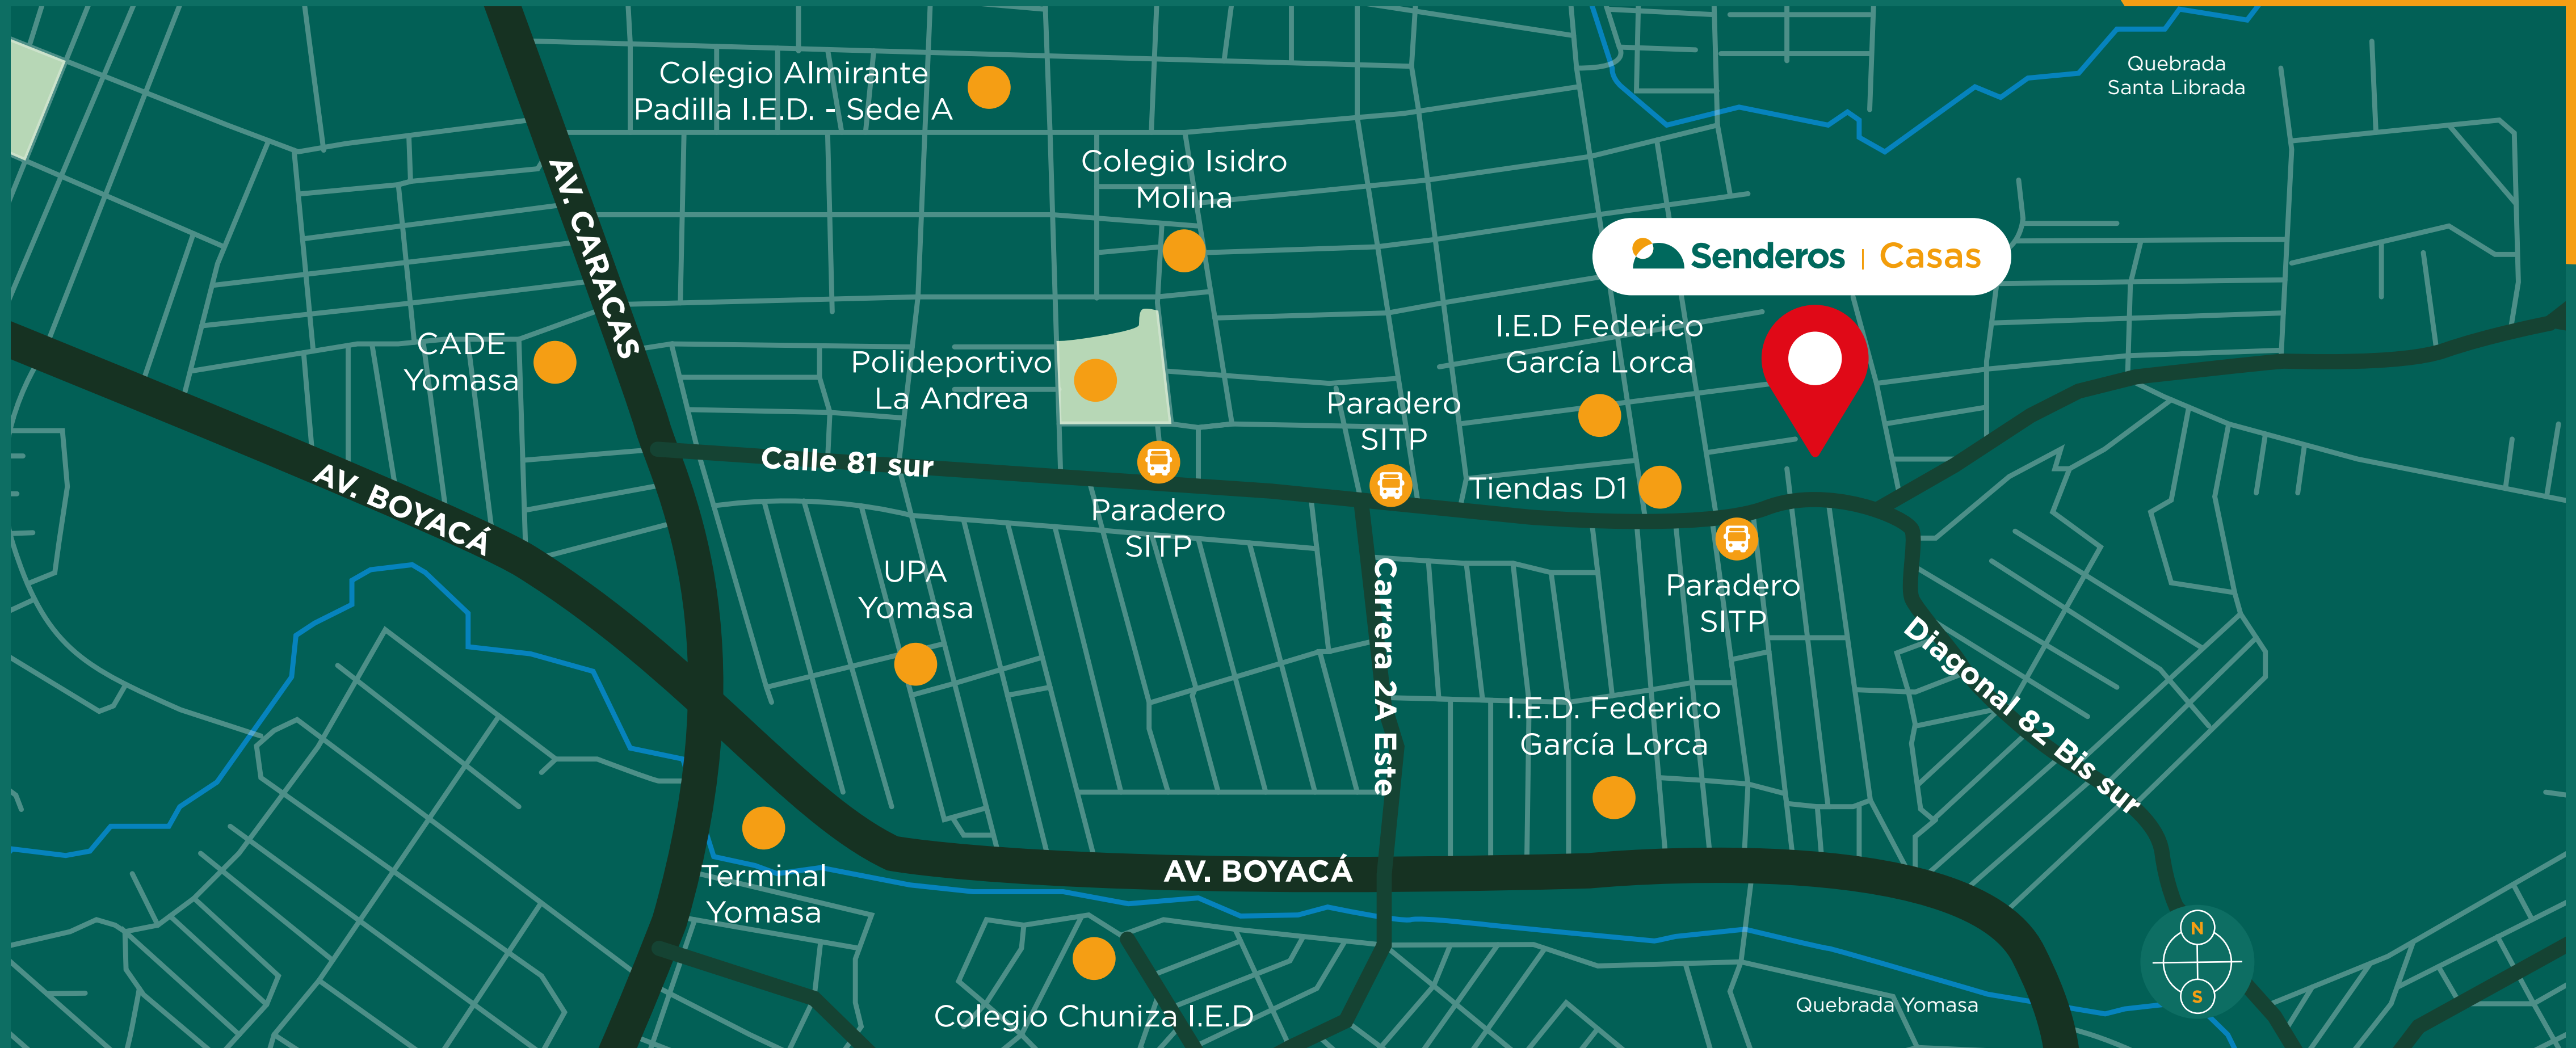 Colegio Almirante
Padilla I.E.D. - Sede A
Quebrada
Santa Librada
Colegio Isidro
Molina
AV. CARACAS
Senderos | Casas
CADE
Yomasa
Polideportivo
La Andrea
I.E.D Federico
García Lorca
Paradero
SITP
Calle 81 sur
Tiendas D1
AV. BOYACÁ
Paradero
SITP
UPA
Yomasa
Paradero
SITP
Carrera 2A Este
Diagonal 82 Bis sur
I.E.D. Federico
García Lorca
AV. BOYACÁ
Terminal
Yomasa
N
S
Colegio Chuniza I.E.D
Quebrada Yomasa